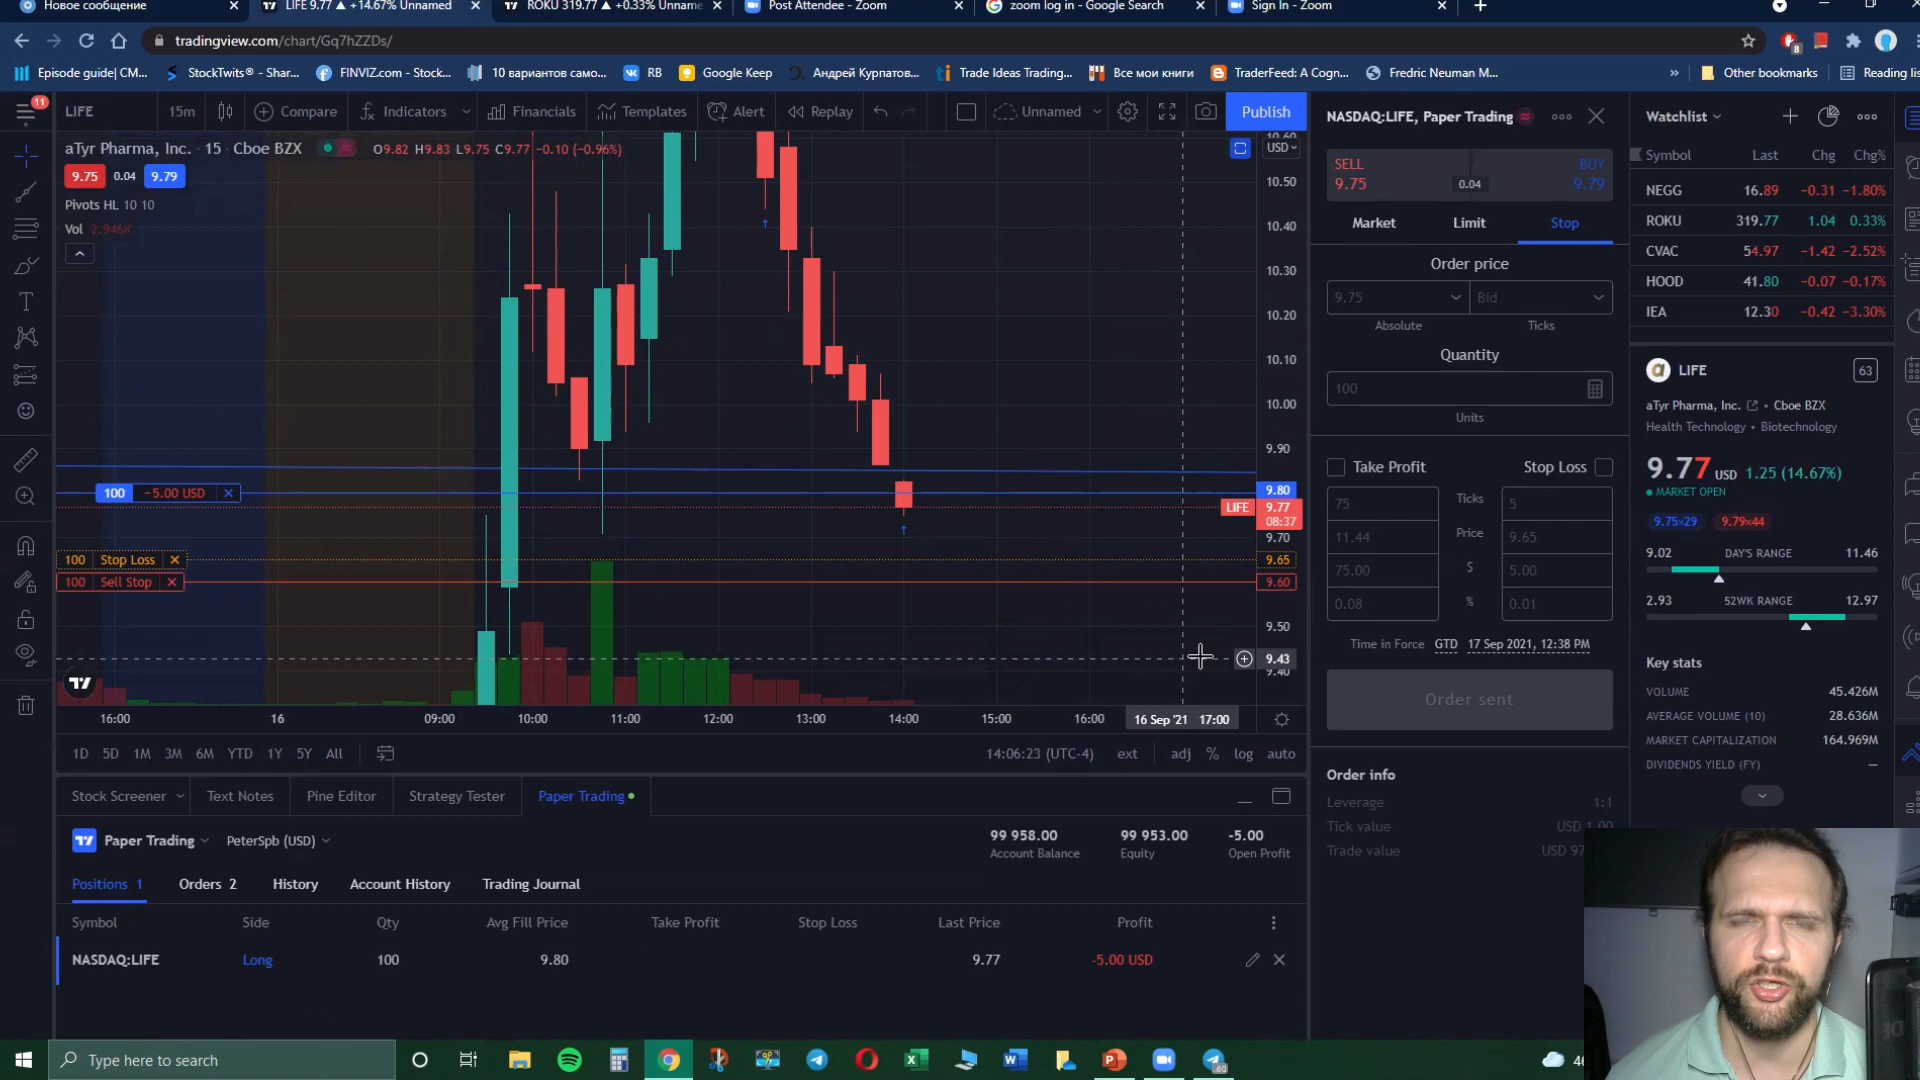 Новое сообщение
LIFE 9.77 ▲ +14.67% Unnamed
ROKU 319.77 ▲ +0.33% Unname
Post Attendee - Zoom
zoom log in - Google Search
Sign In - Zoom
tradingview.com/chart/Gq7hZZDs/
8
Episode guide| CM...
StockTwits® - Shar...
FINVIZ.com - Stock...
10 вариантов само...
RB
Google Keep
Андрей Курпатов...
Trade Ideas Trading...
Все мои книги
TraderFeed: A Cogn...
Fredric Neuman M...
»
Other bookmarks
Reading list
11
LIFE
15m
Compare
Indicators
Financials
Templates
Alert
Replay
Unnamed
Publish
aTyr Pharma, Inc. · 15 · Cboe BZX
O9.82 H9.83 L9.75 C9.77 −0.10 (−0.96%)
9.75 0.04 9.79
Pivots HL 10 10
Vol 2.946K
10.60
USD
10.50
10.40
10.30
10.20
10.10
10.00
9.90
9.80
LIFE 9.77
08:37
9.70
9.65
9.60
9.50
9.43
9.40
100 −5.00 USD
100 Stop Loss
100 Sell Stop
16:00 16 09:00 10:00 11:00 12:00 13:00 14:00 15:00 16:00 16 Sep '21 17:00
1D 5D 1M 3M 6M YTD 1Y 5Y All
14:06:23 (UTC-4) ext adj % log auto
Stock Screener Text Notes Pine Editor Strategy Tester Paper Trading
Paper Trading PeterSpb (USD)
99 958.00 99 953.00 -5.00
Account Balance Equity Open Profit
Positions 1 Orders 2 History Account History Trading Journal
Symbol Side Qty Avg Fill Price Take Profit Stop Loss Last Price Profit
NASDAQ:LIFE Long 100 9.80 9.77 -5.00 USD
NASDAQ:LIFE, Paper Trading
SELL BUY
9.75 0.04 9.79
Market Limit Stop
Order price
9.75 Bid
Absolute Ticks
Quantity
100
Units
Take Profit Stop Loss
75 Ticks 5
11.44 Price 9.65
75.00 $ 5.00
0.08 % 0.01
Time in Force GTD 17 Sep 2021, 12:38 PM
Order sent
Order info
Leverage 1:1
Tick value USD 1.00
Trade value USD 97
Watchlist
Symbol Last Chg Chg%
NEGG 16.89 −0.31 −1.80%
ROKU 319.77 1.04 0.33%
CVAC 54.97 −1.42 −2.52%
HOOD 41.80 −0.07 −0.17%
IEA 12.30 −0.42 −3.30%
LIFE 63
aTyr Pharma, Inc. · Cboe BZX
Health Technology · Biotechnology
9.77 USD 1.25 (14.67%)
MARKET OPEN
9.75×29 9.79×44
9.02 DAY'S RANGE 11.46
2.93 52WK RANGE 12.97
Key stats
VOLUME 45.426M
AVERAGE VOLUME (10) 28.636M
MARKET CAPITALIZATION 164.969M
DIVIDENDS YIELD (FY) —
Type here to search